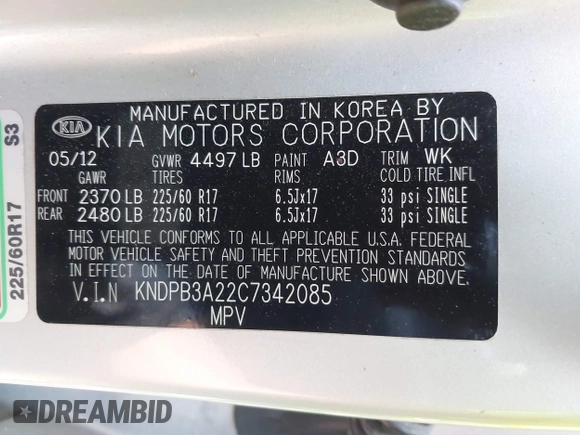 MANUFACTURED IN KOREA BY
KIA KIA MOTORS CORPORATION
05/12 GVWR 4497 LB PAINT A3D TRIM WK
GAWR TIRES RIMS COLD TIRE INFL
FRONT 2370 LB 225/60 R17 6.5Jx17 33 psi SINGLE
REAR 2480 LB 225/60 R17 6.5Jx17 33 psi SINGLE
THIS VEHICLE CONFORMS TO ALL APPLICABLE U.S.A. FEDERAL
MOTOR VEHICLE SAFETY AND THEFT PREVENTION STANDARDS
IN EFFECT ON THE DATE OF MANUFACTURE SHOWN ABOVE.
V.I.N KNDPB3A22C7342085
MPV
225/60R17 S3
DREAMBID